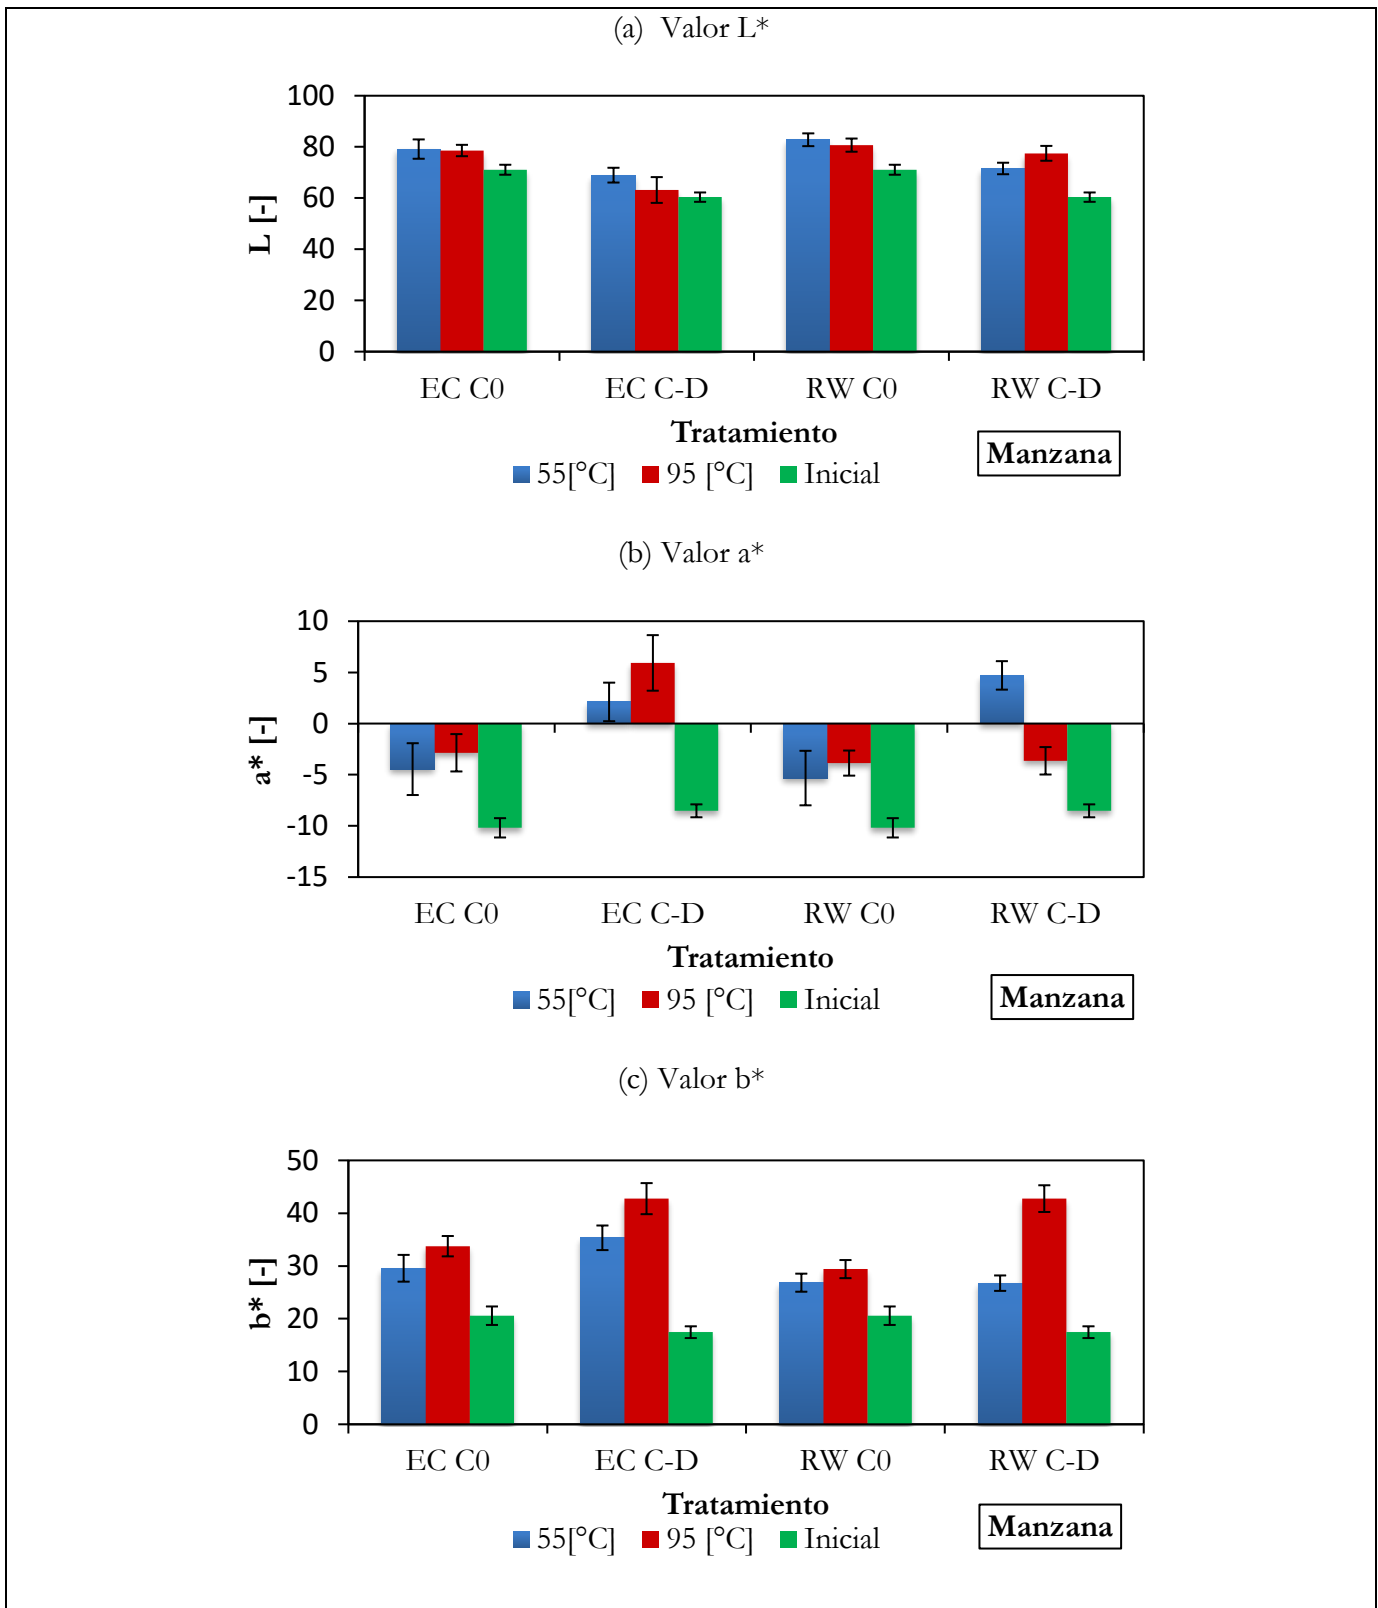 (a) Valor L*
100
80
60
40
20
0
L [-]
EC C0 EC C-D RW C0 RW C-D
Tratamiento
Manzana
55[°C] 95 [°C] Inicial
(b) Valor a*
10
5
0
-5
-10
-15
a* [-]
EC C0 EC C-D RW C0 RW C-D
Tratamiento
Manzana
55[°C] 95 [°C] Inicial
(c) Valor b*
50
40
30
20
10
0
b* [-]
EC C0 EC C-D RW C0 RW C-D
Tratamiento
Manzana
55[°C] 95 [°C] Inicial